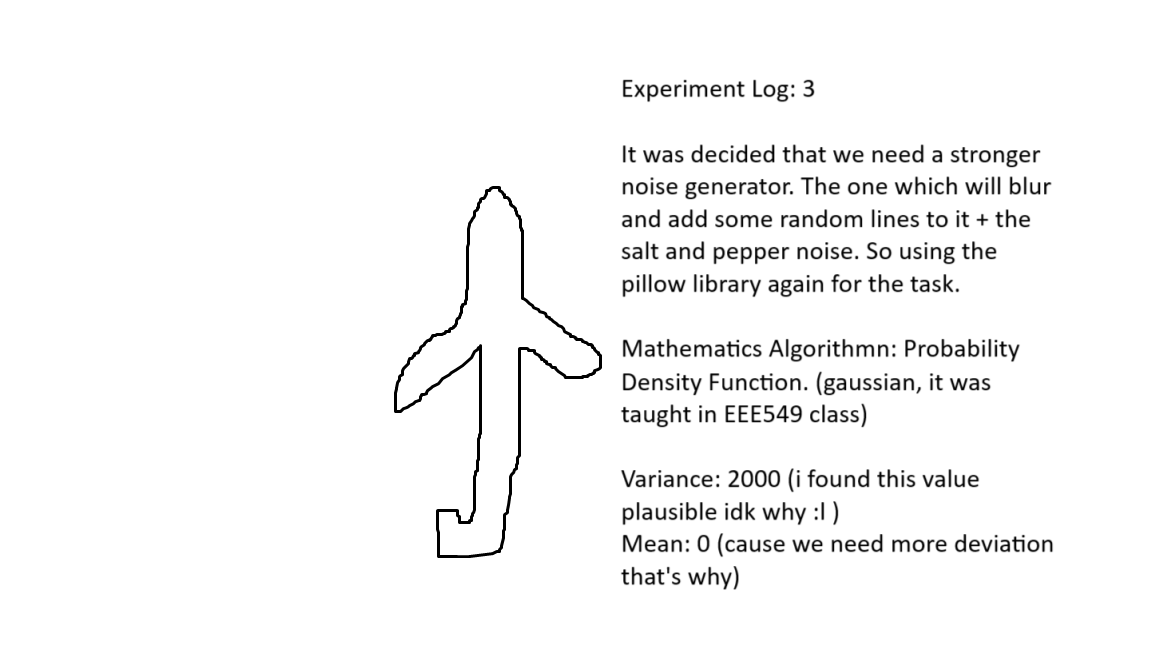 Experiment Log: 3
It was decided that we need a stronger
noise generator. The one which will blur
and add some random lines to it + the
salt and pepper noise. So using the
pillow library again for the task.
Mathematics Algorithmn: Probability
Density Function. (gaussian, it was
taught in EEE549 class)
Variance: 2000 (i found this value
plausible idk why :l )
Mean: 0 (cause we need more deviation
that's why)